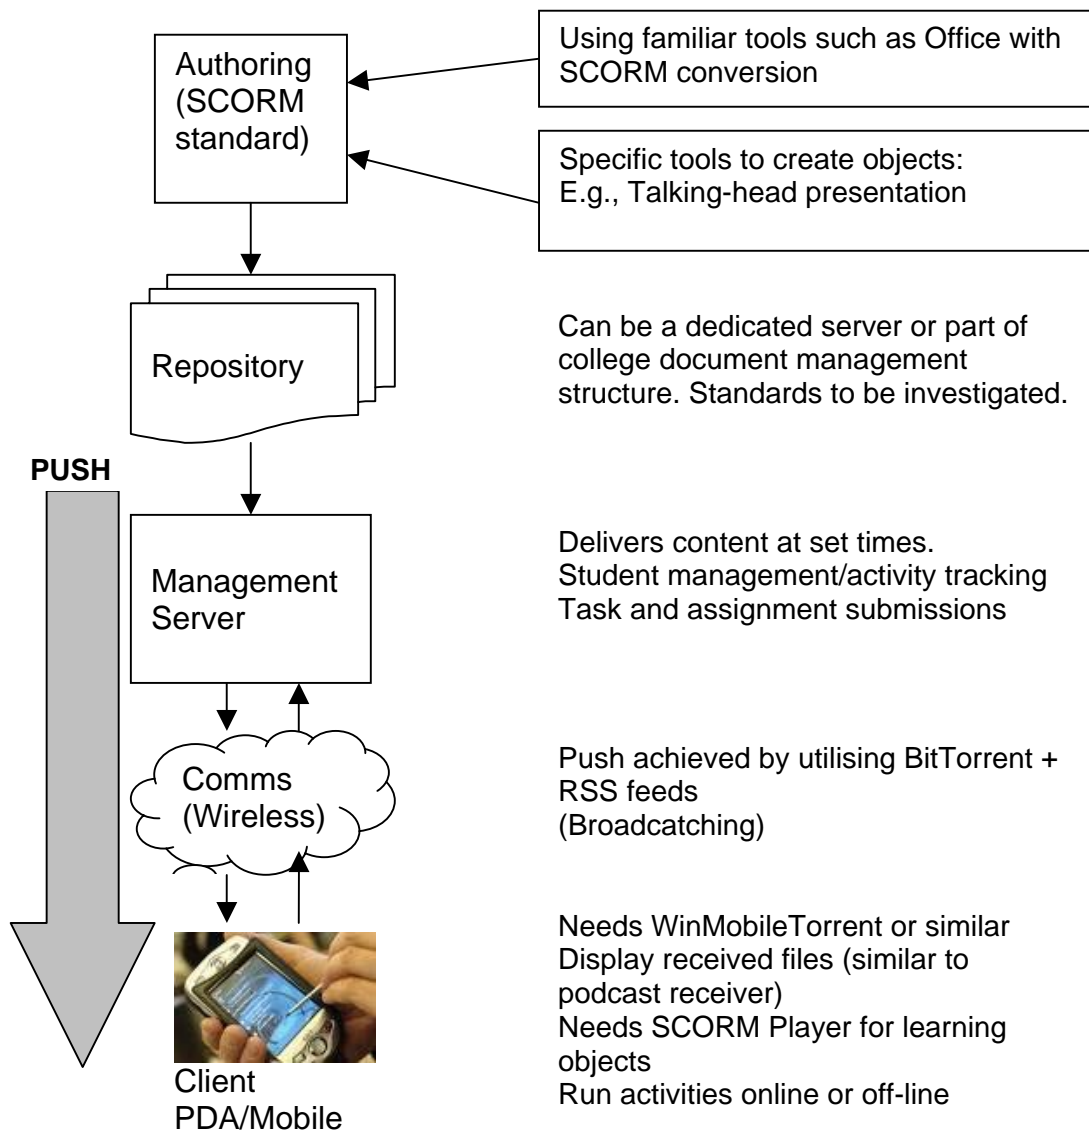 Authoring
(SCORM
standard)
Using familiar tools such as Office with
SCORM conversion
Specific tools to create objects:
E.g., Talking-head presentation
Repository
Can be a dedicated server or part of
college document management
structure. Standards to be investigated.
PUSH
Management
Server
Delivers content at set times.
Student management/activity tracking
Task and assignment submissions
Comms
(Wireless)
Push achieved by utilising BitTorrent +
RSS feeds
(Broadcatching)
Needs WinMobileTorrent or similar
Display received files (similar to
podcast receiver)
Needs SCORM Player for learning
objects
Run activities online or off-line
Client
PDA/Mobile